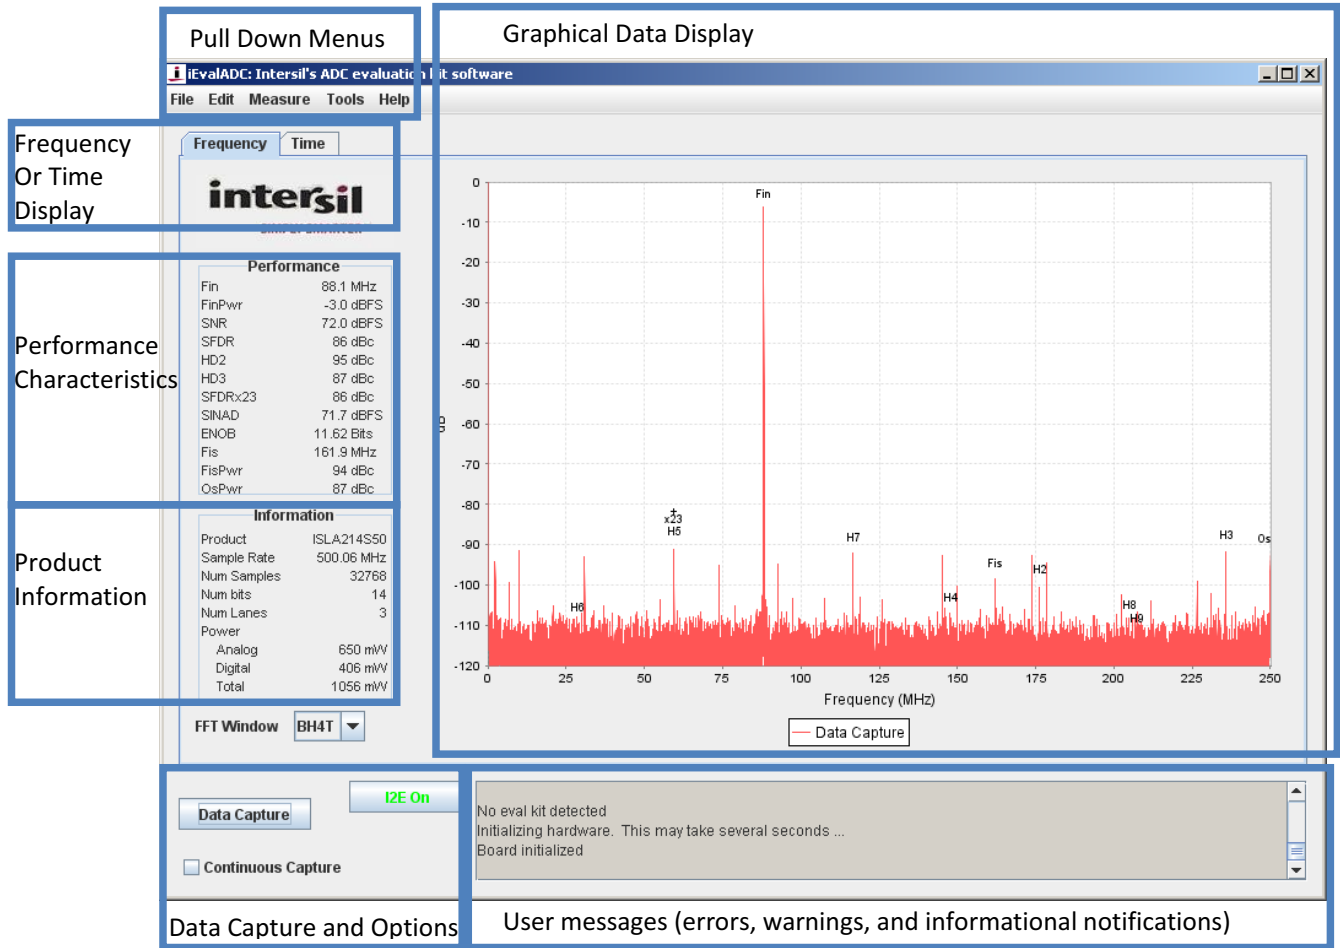 Pull Down Menus
Graphical Data Display
iEvalADC: Intersil's ADC evaluation kit software
File Edit Measure Tools Help
Frequency
Or Time
Display
Frequency Time
intersil
Performance
Characteristics
Performance
Fin 88.1 MHz
FinPwr -3.0 dBFS
SNR 72.0 dBFS
SFDR 86 dBc
HD2 95 dBc
HD3 87 dBc
SFDRx23 86 dBc
SINAD 71.7 dBFS
ENOB 11.62 Bits
Fis 161.9 MHz
FisPwr 94 dBc
OsPwr 87 dBc
Product
Information
Information
Product ISLA214S50
Sample Rate 500.06 MHz
Num Samples 32768
Num bits 14
Num Lanes 3
Power
Analog 650 mW
Digital 406 mW
Total 1056 mW
FFT Window BH4T
0
-10
-20
-30
-40
-50
-60
-70
-80
-90
-100
-110
-120
Fin
+
x23
H5
H7
H3
Os
Fis
H2
H6
H4
H8
H9
0 25 50 75 100 125 150 175 200 225 250
Frequency (MHz)
Data Capture
Data Capture
I2E On
Continuous Capture
No eval kit detected
Initializing hardware. This may take several seconds ...
Board initialized
Data Capture and Options
User messages (errors, warnings, and informational notifications)